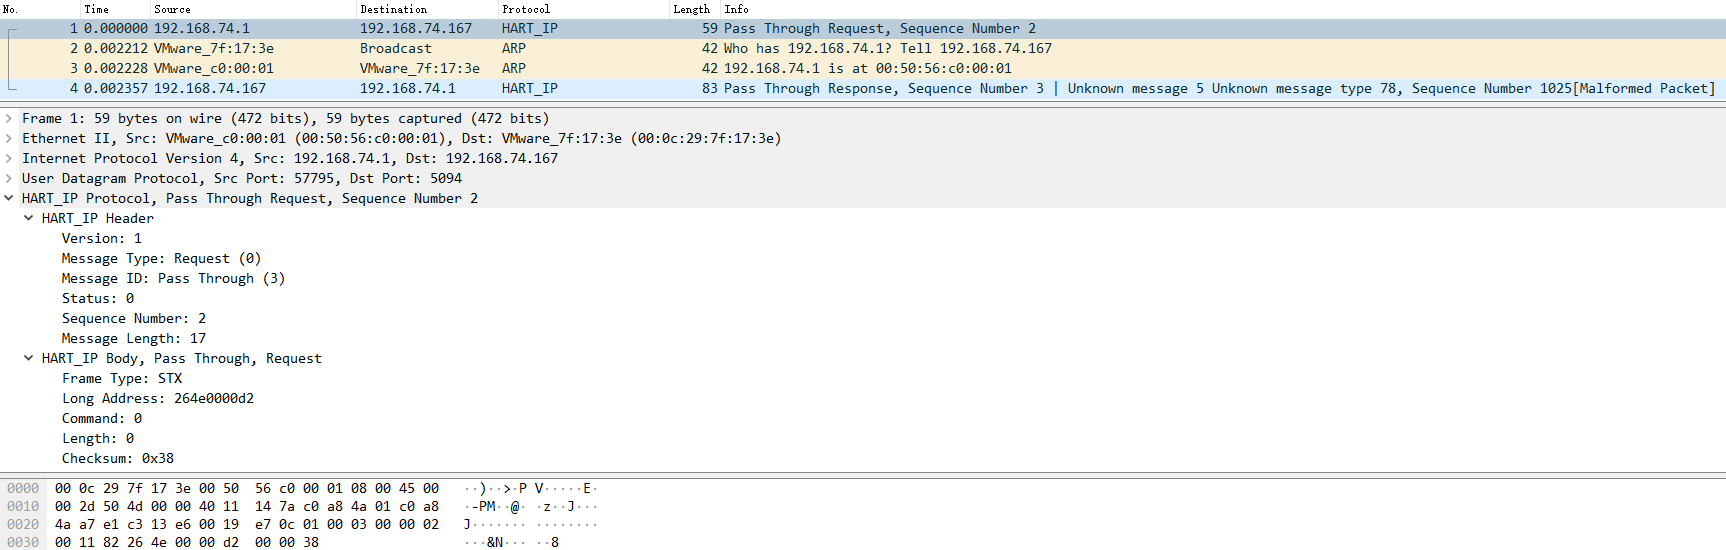 No. Time Source Destination Protocol Length Info
1 0.000000 192.168.74.1 192.168.74.167 HART_IP 59 Pass Through Request, Sequence Number 2
2 0.002212 VMware_7f:17:3e Broadcast ARP 42 Who has 192.168.74.1? Tell 192.168.74.167
3 0.002228 VMware_c0:00:01 VMware_7f:17:3e ARP 42 192.168.74.1 is at 00:50:56:c0:00:01
4 0.002357 192.168.74.167 192.168.74.1 HART_IP 83 Pass Through Response, Sequence Number 3 | Unknown message 5 Unknown message type 78, Sequence Number 1025[Malformed Packet]
Frame 1: 59 bytes on wire (472 bits), 59 bytes captured (472 bits)
Ethernet II, Src: VMware_c0:00:01 (00:50:56:c0:00:01), Dst: VMware_7f:17:3e (00:0c:29:7f:17:3e)
Internet Protocol Version 4, Src: 192.168.74.1, Dst: 192.168.74.167
User Datagram Protocol, Src Port: 57795, Dst Port: 5094
HART_IP Protocol, Pass Through Request, Sequence Number 2
HART_IP Header
Version: 1
Message Type: Request (0)
Message ID: Pass Through (3)
Status: 0
Sequence Number: 2
Message Length: 17
HART_IP Body, Pass Through, Request
Frame Type: STX
Long Address: 264e0000d2
Command: 0
Length: 0
Checksum: 0x38
0000 00 0c 29 7f 17 3e 00 50 56 c0 00 01 08 00 45 00 ··)··>·P V·····E·
0010 00 2d 50 4d 00 00 40 11 14 7a c0 a8 4a 01 c0 a8 ·-PM··@· ·z··J···
0020 4a a7 e1 c3 13 e6 00 19 e7 0c 01 00 03 00 00 02 J······· ········
0030 00 11 82 26 4e 00 00 d2 00 00 38 ···&N··· ··8